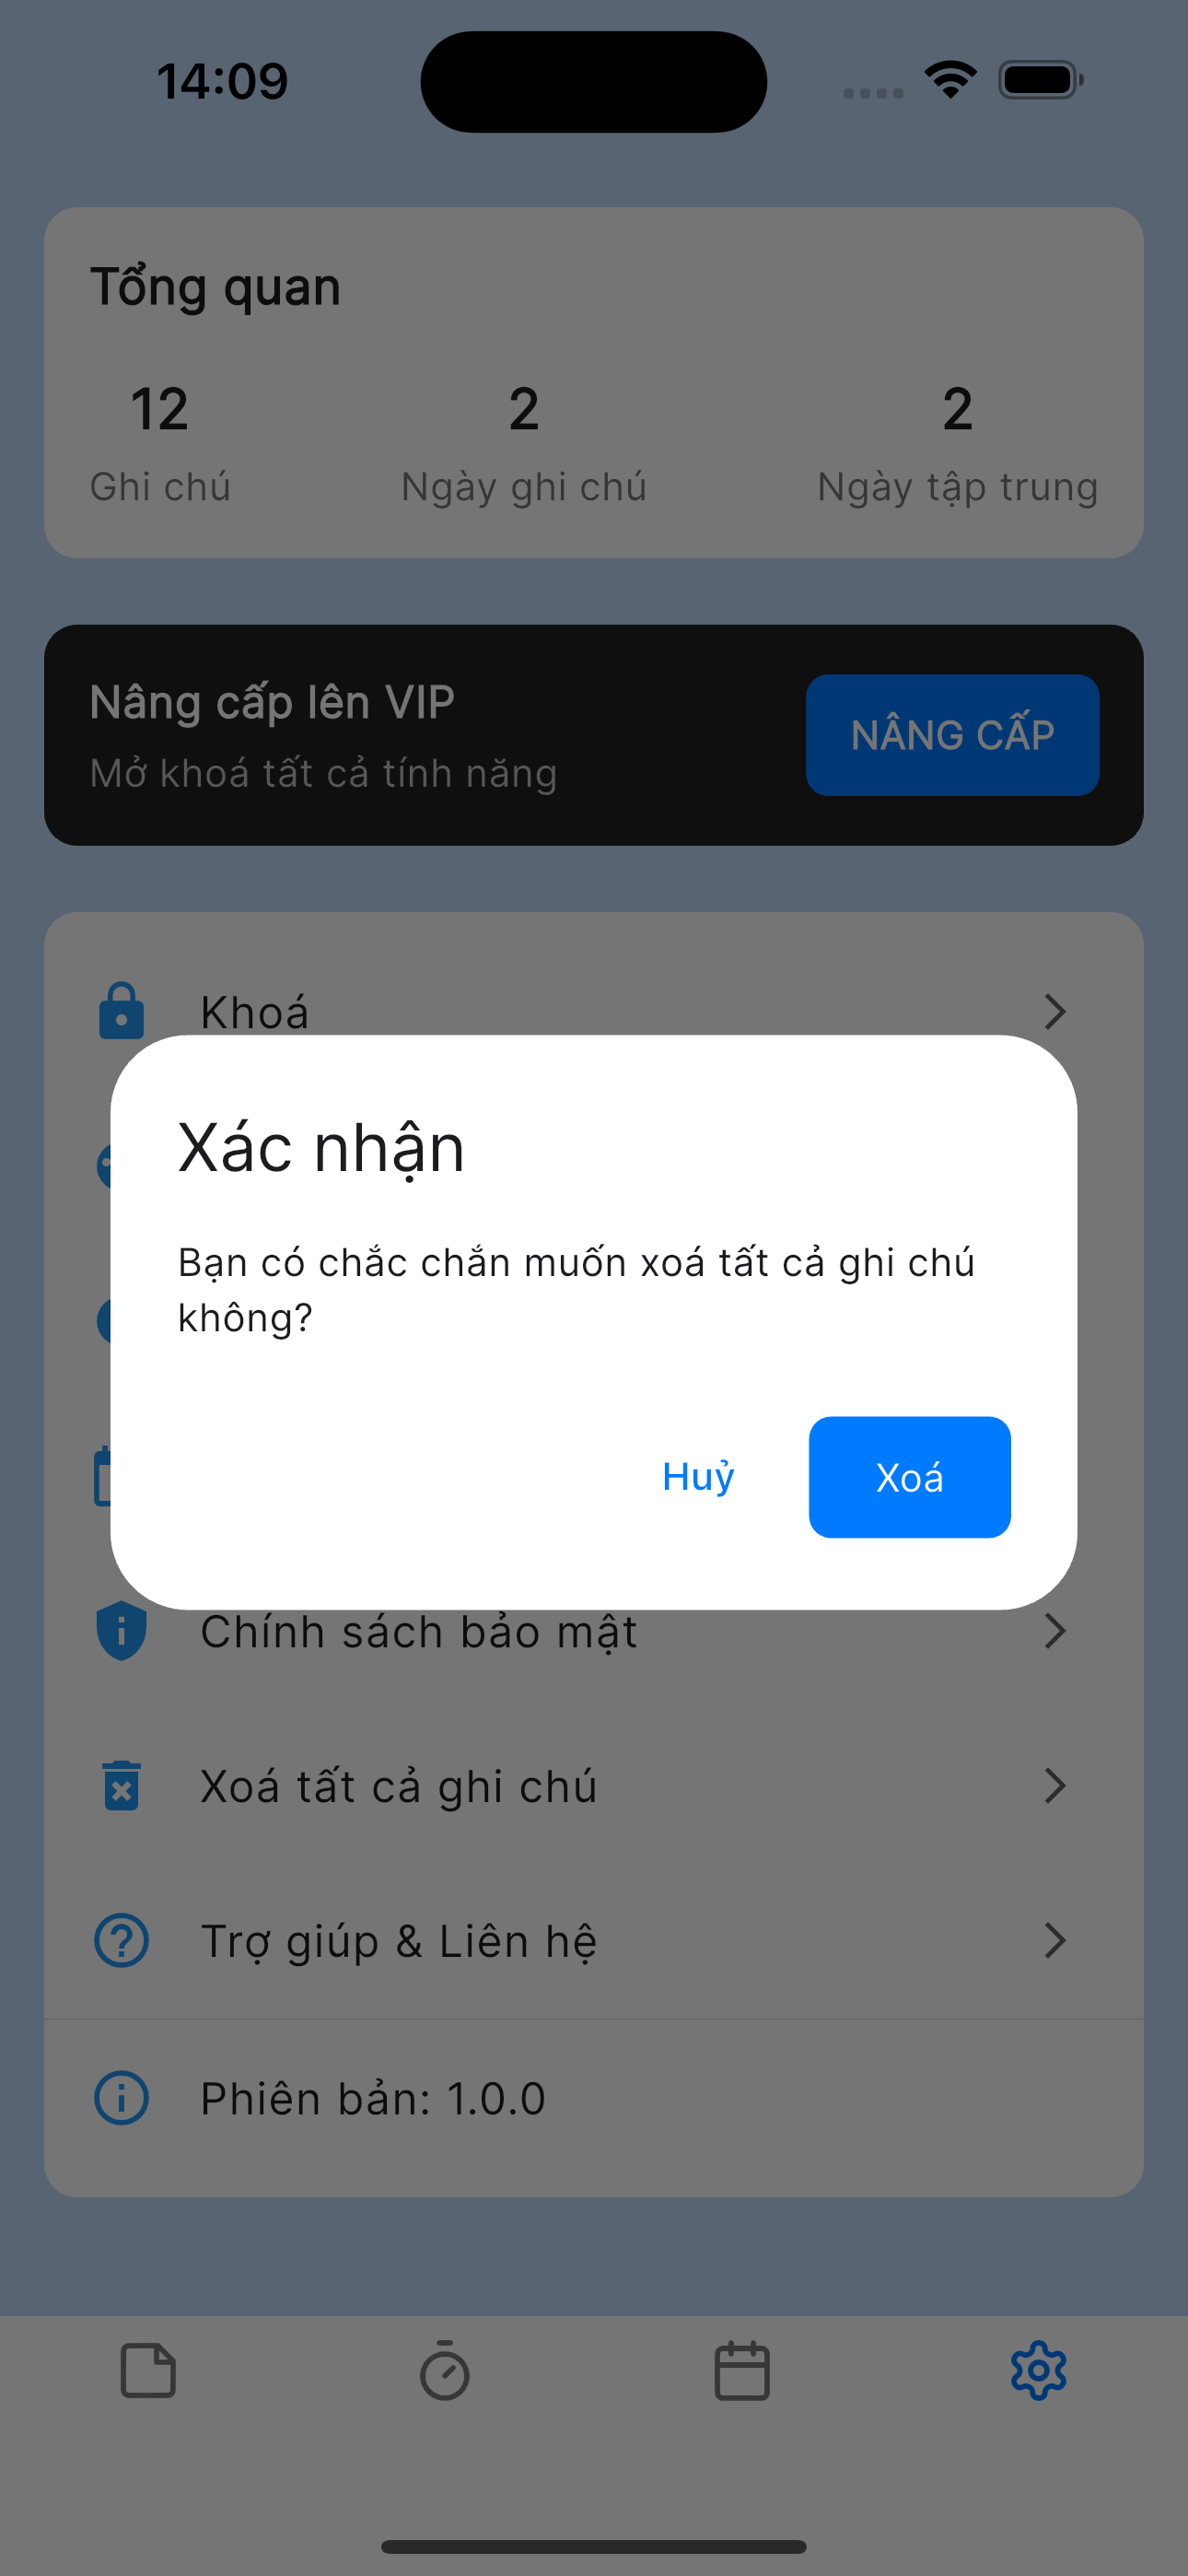 14:09
Tổng quan
12
2
2
Ghi chú
Ngày ghi chú
Ngày tập trung
Nâng cấp lên VIP
Mở khoá tất cả tính năng
NÂNG CẤP
Khoá
Xác nhận
Bạn có chắc chắn muốn xoá tất cả ghi chú
không?
Huỷ
Xoá
Chính sách bảo mật
Xoá tất cả ghi chú
Trợ giúp & Liên hệ
Phiên bản: 1.0.0